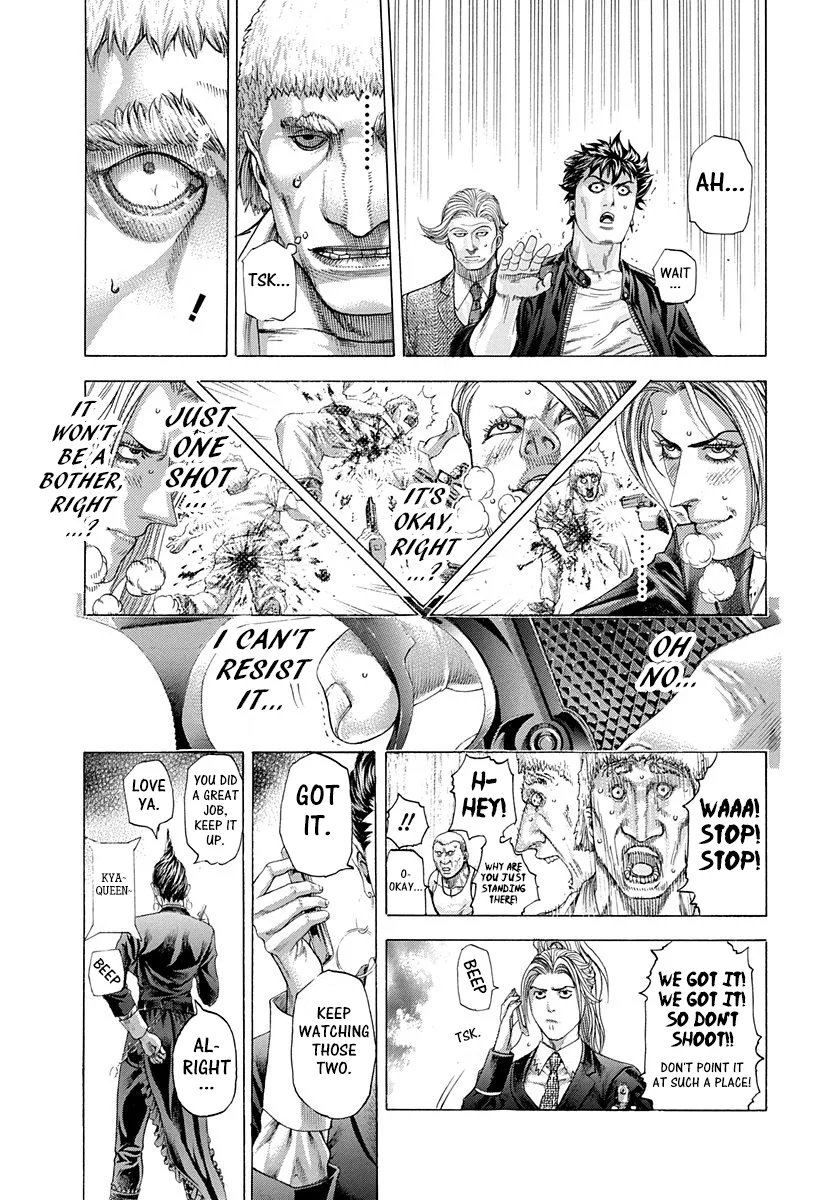 AH...
WAIT
...
TSK...
!
IT'S
OKAY,
RIGHT
...?
JUST
ONE
SHOT
...
IT
WON'T
BE A
BOTHER,
RIGHT
...?
OH
NO...
I CAN'T
RESIST
IT...
WAAA!
STOP!
STOP!
H-
HEY!
WHY ARE
YOU JUST
STANDING
THERE!
!!
O-
OKAY...
WE GOT IT!
WE GOT IT!
SO DON'T
SHOOT!!
DON'T POINT IT
AT SUCH A PLACE!
BEEP
TSK.
GOT
IT.
KEEP
WATCHING
THOSE
TWO.
YOU DID
A GREAT
JOB,
KEEP IT
UP.
LOVE
YA.
KYA-
QUEEN~
BEEP
AL-
RIGHT
...